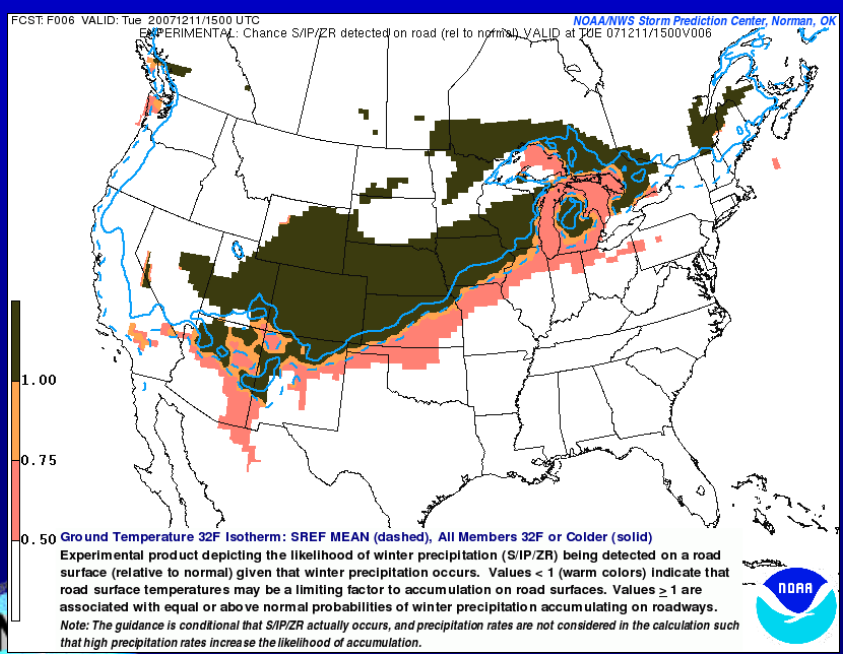 FCST: F006 VALID: Tue 20071211/1500 UTC
NOAA/NWS Storm Prediction Center, Norman, OK
EXPERIMENTAL: Chance S/IP/ZR detected on road (rel to normal) VALID at TUE 071211/1500V006
1.00
0.75
0.50
Ground Temperature 32F Isotherm: SREF MEAN (dashed), All Members 32F or Colder (solid)
Experimental product depicting the likelihood of winter precipitation (S/IP/ZR) being detected on a road
surface (relative to normal) given that winter precipitation occurs. Values < 1 (warm colors) indicate that
road surface temperatures may be a limiting factor to accumulation on road surfaces. Values ≥ 1 are
associated with equal or above normal probabilities of winter precipitation accumulating on roadways.
Note: The guidance is conditional that S/IP/ZR actually occurs, and precipitation rates are not considered in the calculation such
that high precipitation rates increase the likelihood of accumulation.
NOAA